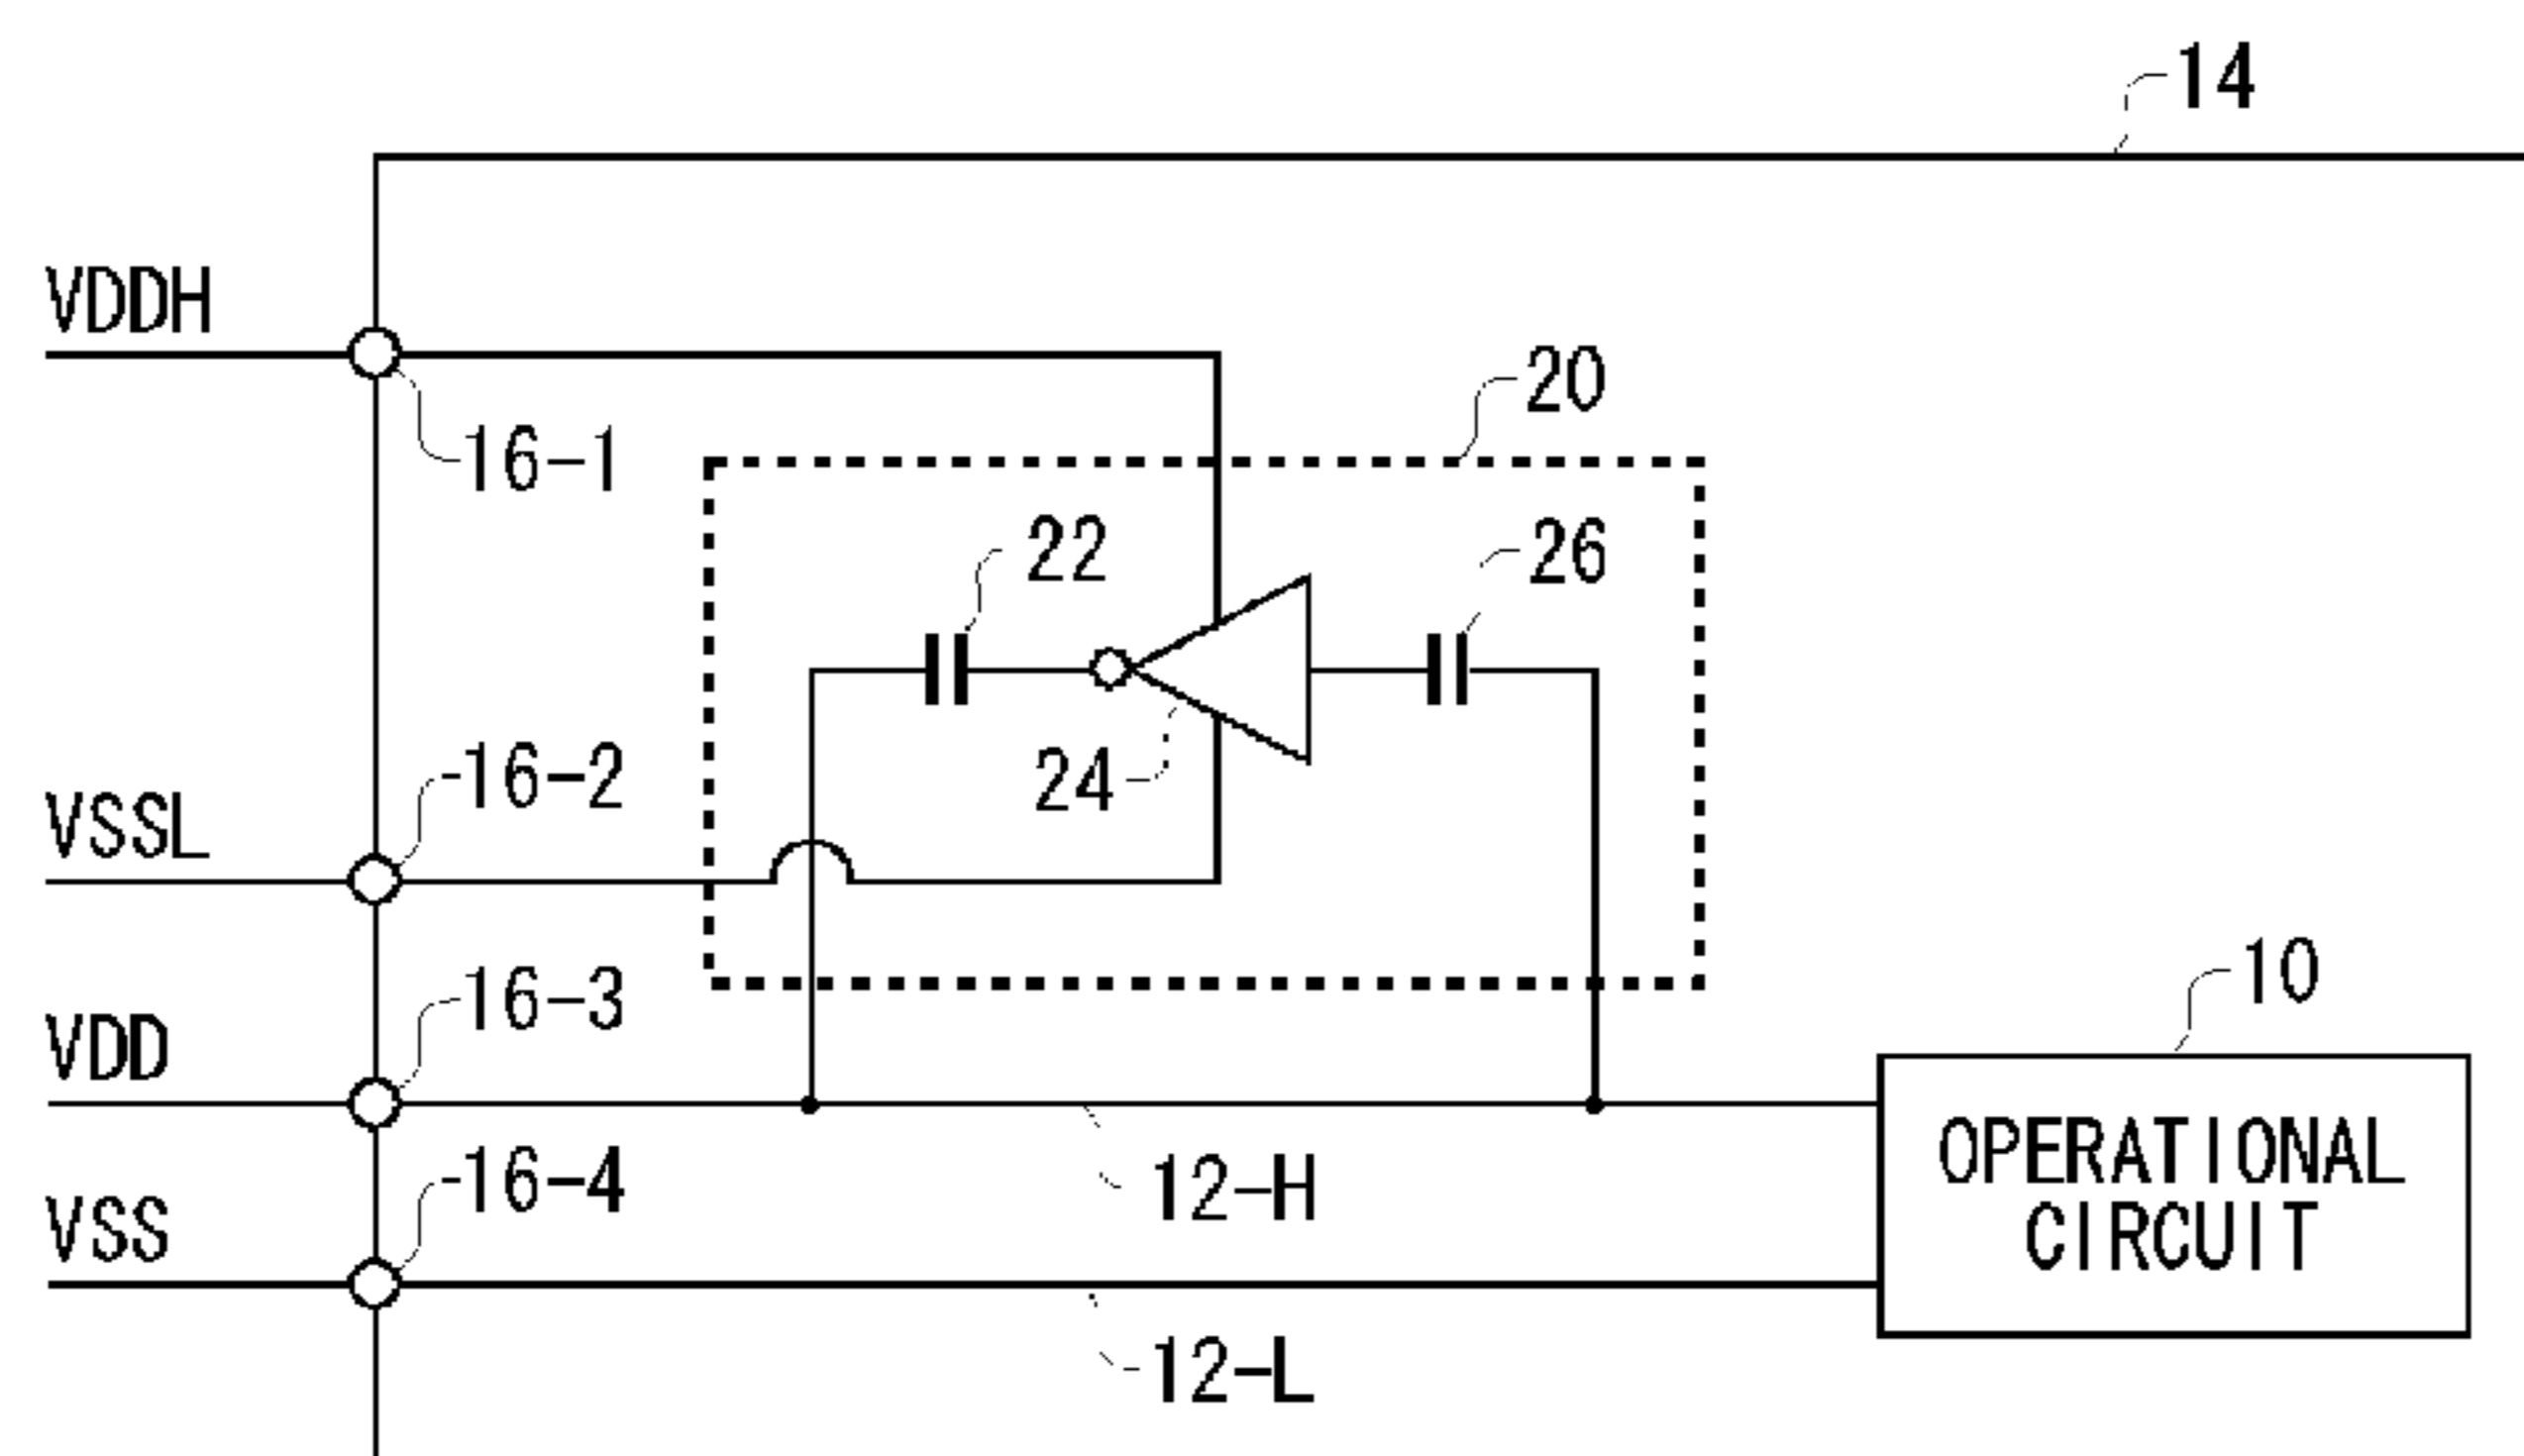 14
VDDH
20
16-1
22
26
16-2
24
VSSL
16-3
10
VDD
OPERATIONAL
CIRCUIT
16-4
12-H
VSS
12-L